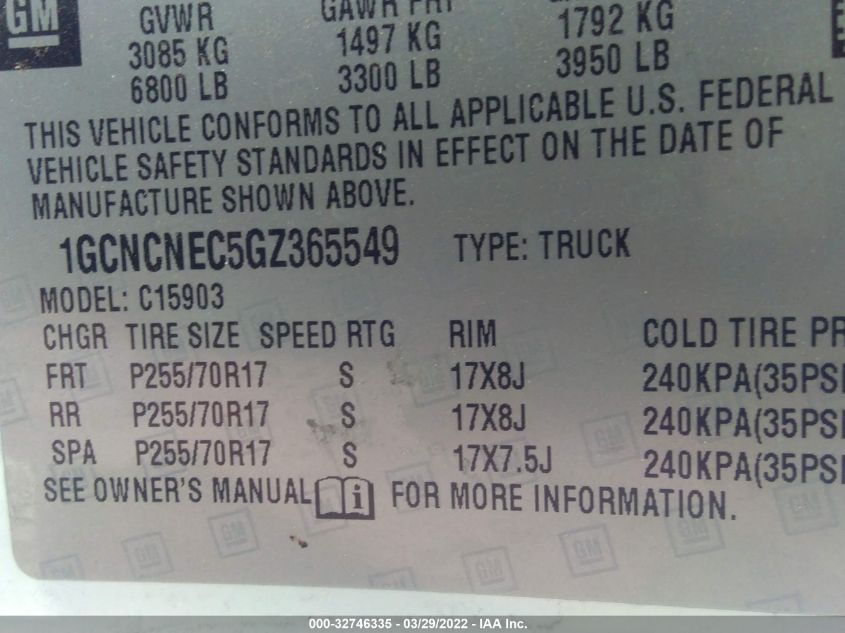 GM
GVWR GAWR FRT
3085 KG 1497 KG 1792 KG
6800 LB 3300 LB 3950 LB
THIS VEHICLE CONFORMS TO ALL APPLICABLE U.S. FEDERAL
VEHICLE SAFETY STANDARDS IN EFFECT ON THE DATE OF
MANUFACTURE SHOWN ABOVE.
1GCNCNEC5GZ365549 TYPE: TRUCK
MODEL: C15903
CHGR TIRE SIZE SPEED RTG RIM COLD TIRE PR
FRT P255/70R17 S 17X8J 240KPA(35PSI
RR P255/70R17 S 17X8J 240KPA(35PSI
SPA P255/70R17 S 17X7.5J 240KPA(35PSI
SEE OWNER'S MANUAL i FOR MORE INFORMATION.
000-32746335 - 03/29/2022 - IAA Inc.